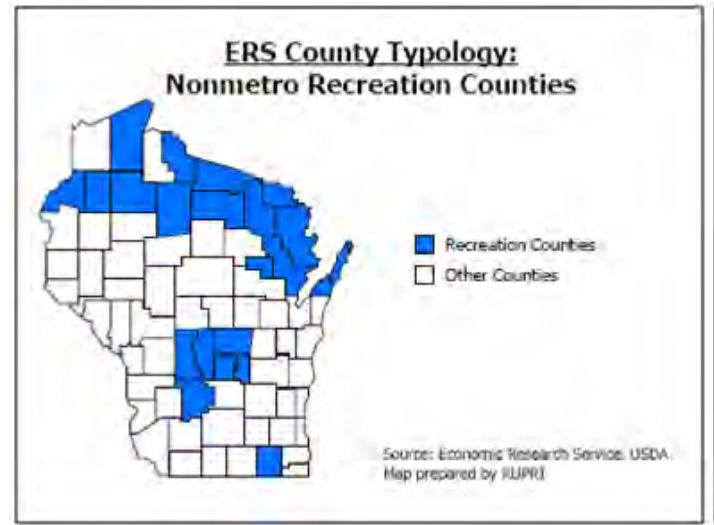 ERS County Typology:
Nonmetro Recreation Counties
Recreation Counties
Other Counties
Source: Economic Research Service, USDA
Map prepared by RUPRI